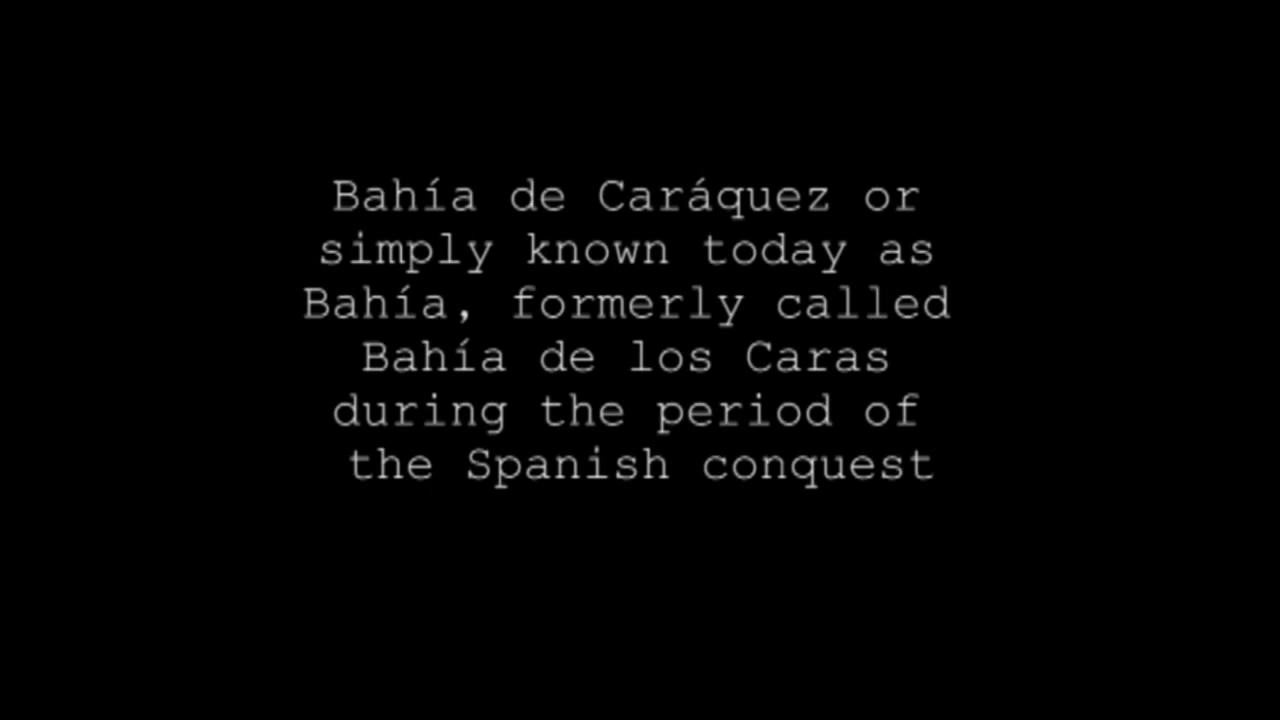 Bahía de Caráquez or
simply known today as
Bahía, formerly called
Bahía de los Caras
during the period of
the Spanish conquest